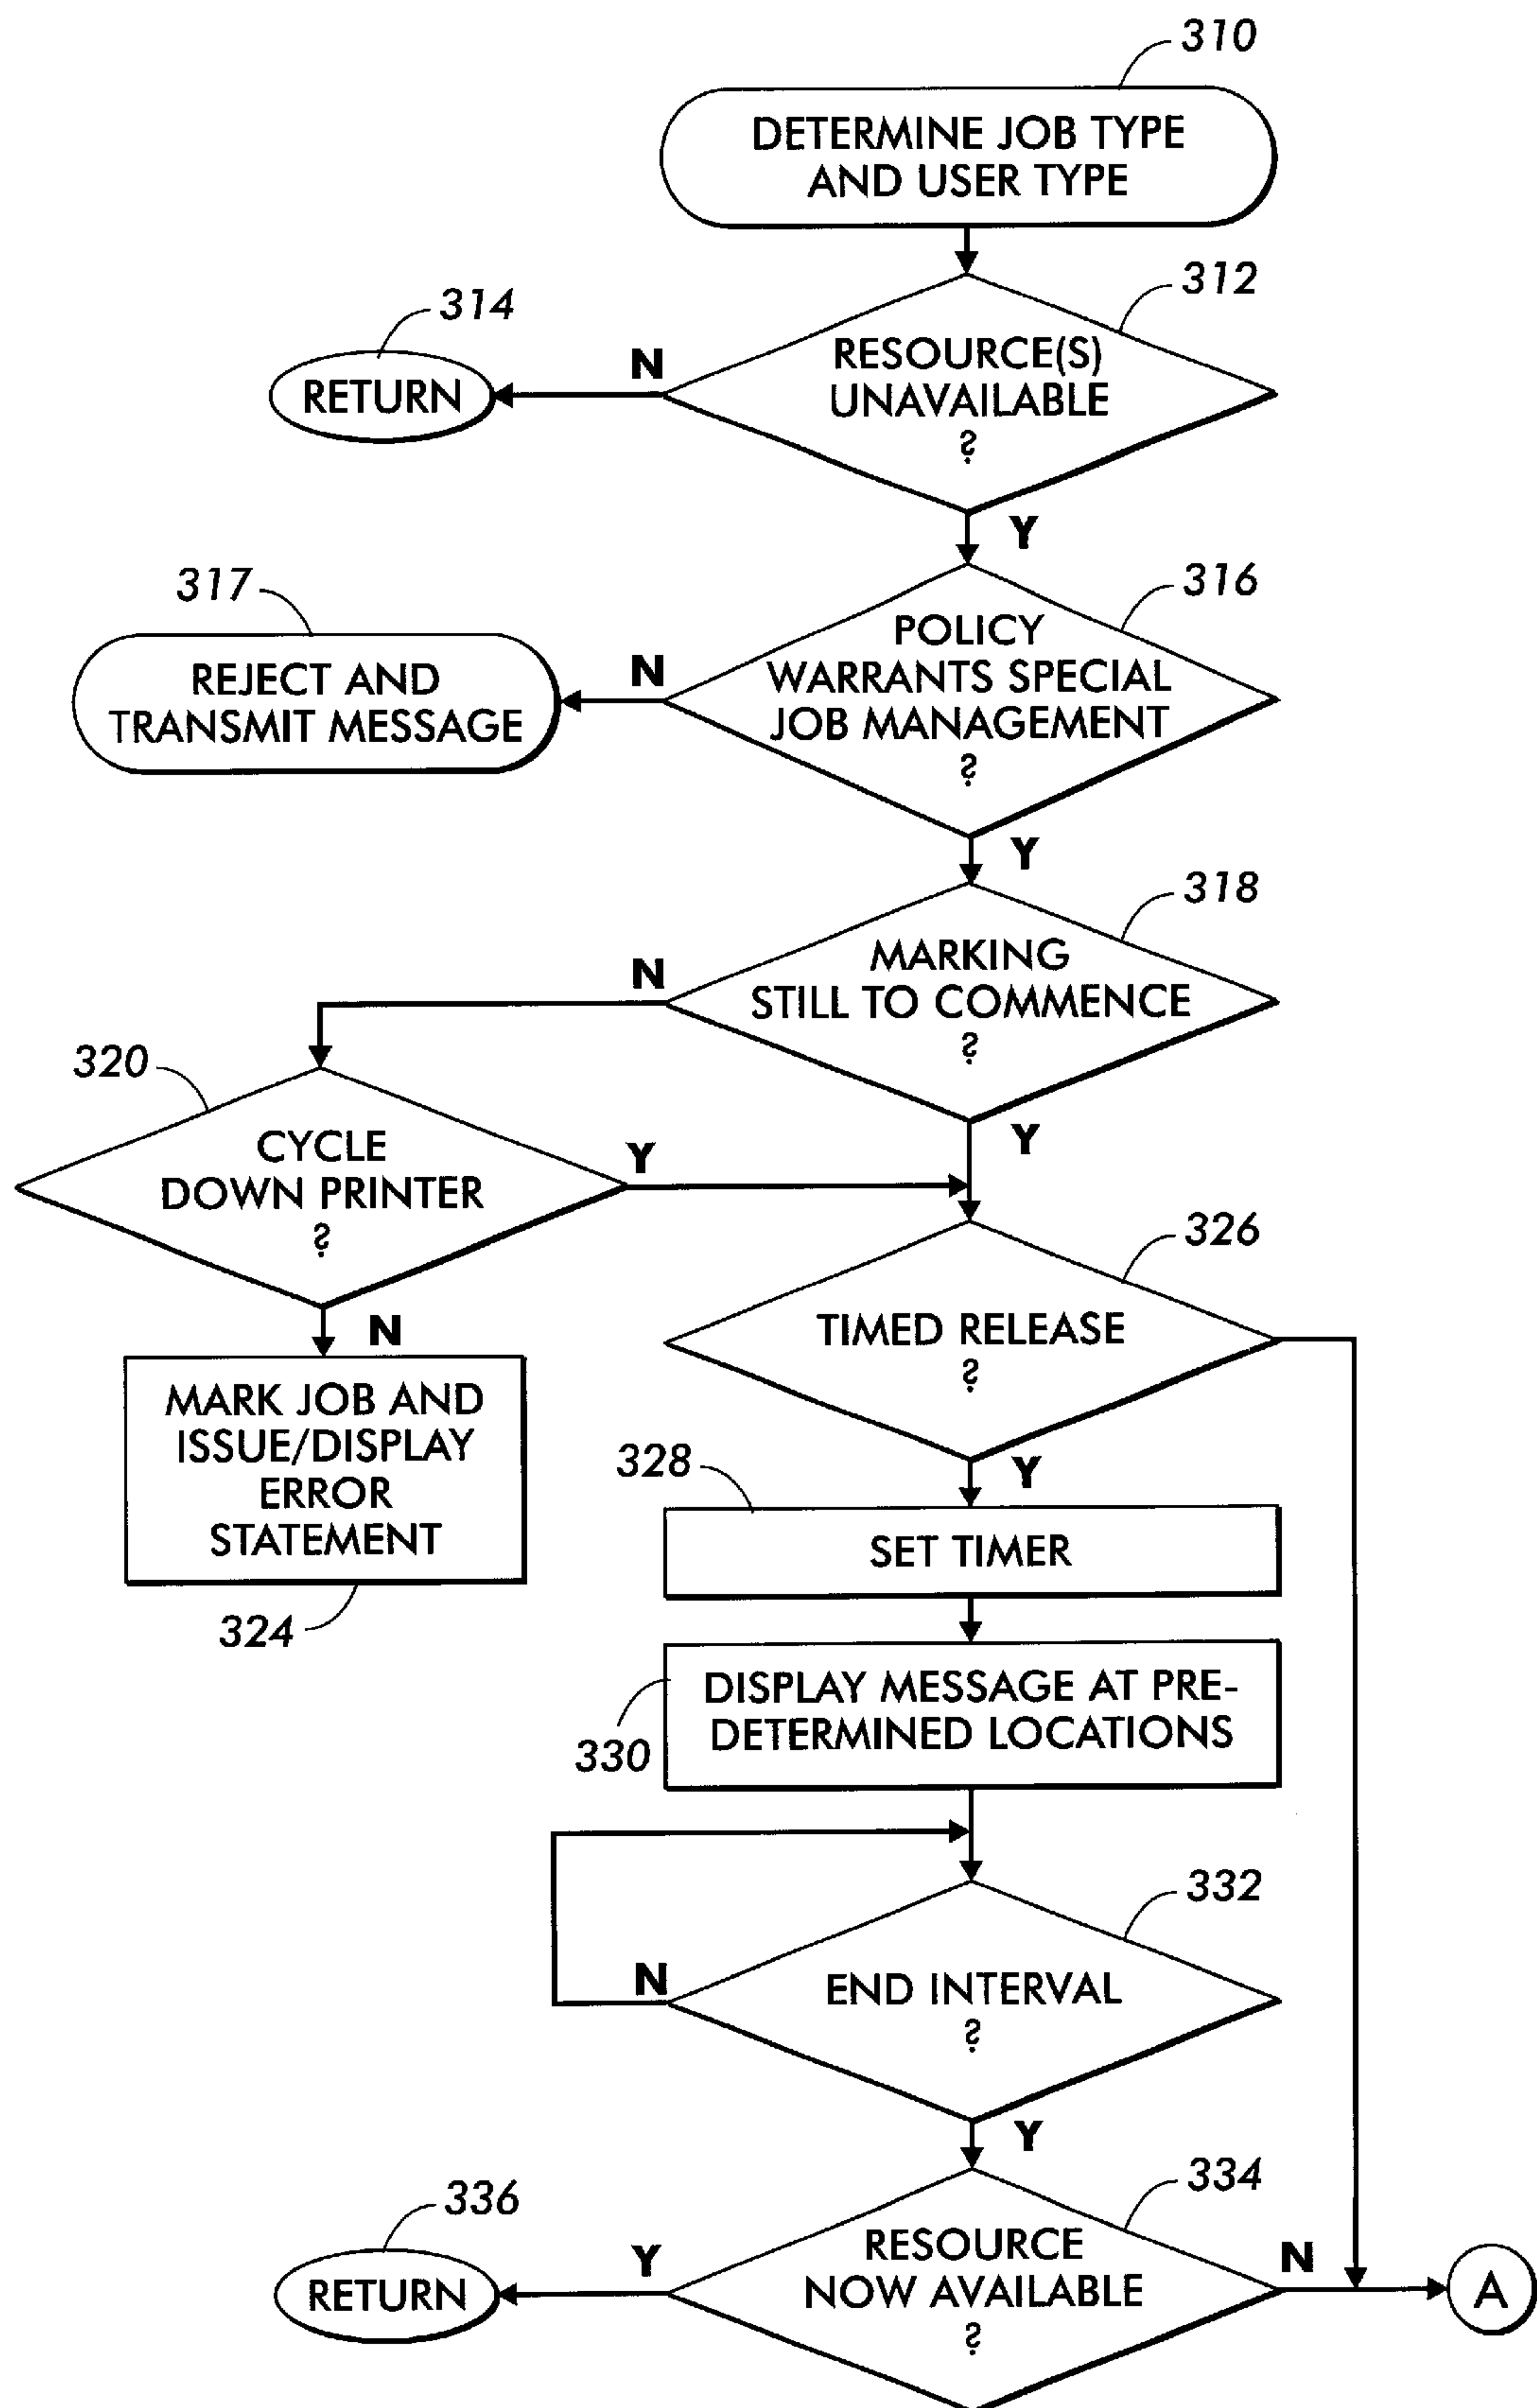 310
DETERMINE JOB TYPE
AND USER TYPE
312
314
RESOURCE(S)
UNAVAILABLE
?
N
RETURN
Y
316
317
POLICY
WARRANTS SPECIAL
JOB MANAGEMENT
?
N
REJECT AND
TRANSMIT MESSAGE
Y
318
MARKING
STILL TO COMMENCE
?
N
320
CYCLE
DOWN PRINTER
?
Y
Y
326
N
TIMED RELEASE
?
MARK JOB AND
ISSUE/DISPLAY
ERROR
STATEMENT
324
328
Y
SET TIMER
DISPLAY MESSAGE AT PRE-
DETERMINED LOCATIONS
330
332
N
END INTERVAL
?
Y
334
336
RESOURCE
NOW AVAILABLE
?
Y
RETURN
N
A